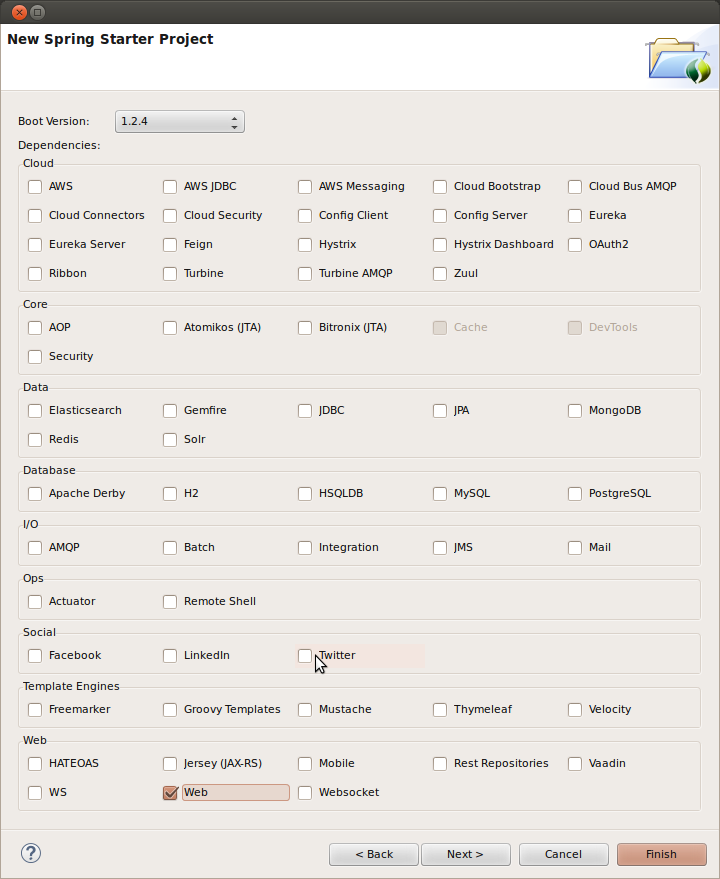 New Spring Starter Project
Boot Version: 1.2.4
Dependencies:
Cloud
AWS AWS JDBC AWS Messaging Cloud Bootstrap Cloud Bus AMQP
Cloud Connectors Cloud Security Config Client Config Server Eureka
Eureka Server Feign Hystrix Hystrix Dashboard OAuth2
Ribbon Turbine Turbine AMQP Zuul
Core
AOP Atomikos (JTA) Bitronix (JTA) Cache DevTools
Security
Data
Elasticsearch Gemfire JDBC JPA MongoDB
Redis Solr
Database
Apache Derby H2 HSQLDB MySQL PostgreSQL
I/O
AMQP Batch Integration JMS Mail
Ops
Actuator Remote Shell
Social
Facebook LinkedIn Twitter
Template Engines
Freemarker Groovy Templates Mustache Thymeleaf Velocity
Web
HATEOAS Jersey (JAX-RS) Mobile Rest Repositories Vaadin
WS Web Websocket
? < Back Next > Cancel Finish